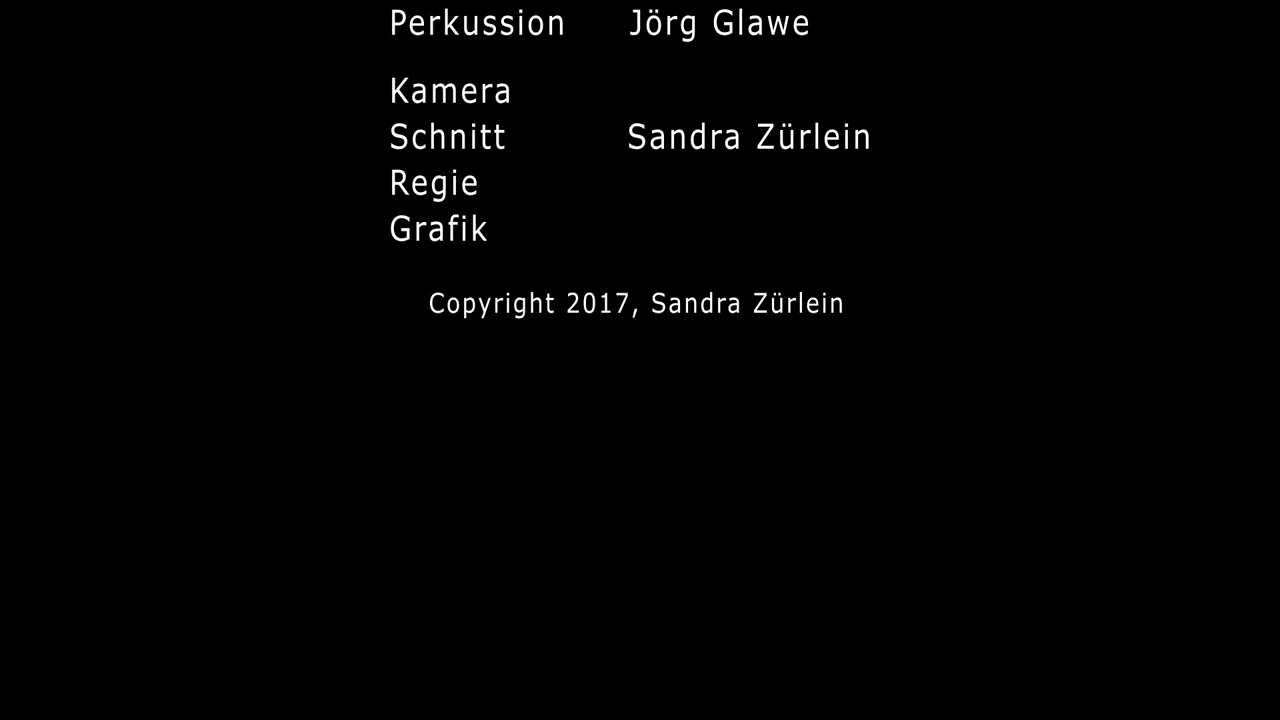 Perkussion Jörg Glawe
Kamera
Schnitt Sandra Zürlein
Regie
Grafik
Copyright 2017, Sandra Zürlein